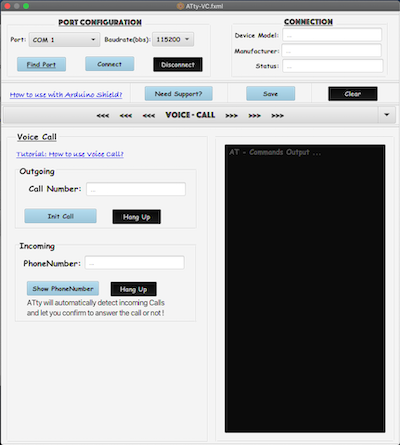 ATty-VC.fxml
PORT CONFIGURATION
CONNECTION
Port: COM 1 Baudrate(bbs): 115200
Device Model: ...
Manufacturer: ...
Status: ...
Find Port Connect Disconnect
How to use with Arduino Shield? Need Support? Save Clear
<<< <<< <<< VOICE - CALL >>> >>> >>>
Voice Call
Tutorial: How to use Voice Call?
Outgoing
Call Number: ...
Init Call Hang Up
Incoming
PhoneNumber: ...
Show PhoneNumber Hang Up
ATty will automatically detect incoming Calls
and let you confirm to answer the call or not !
AT - Commands Output ...